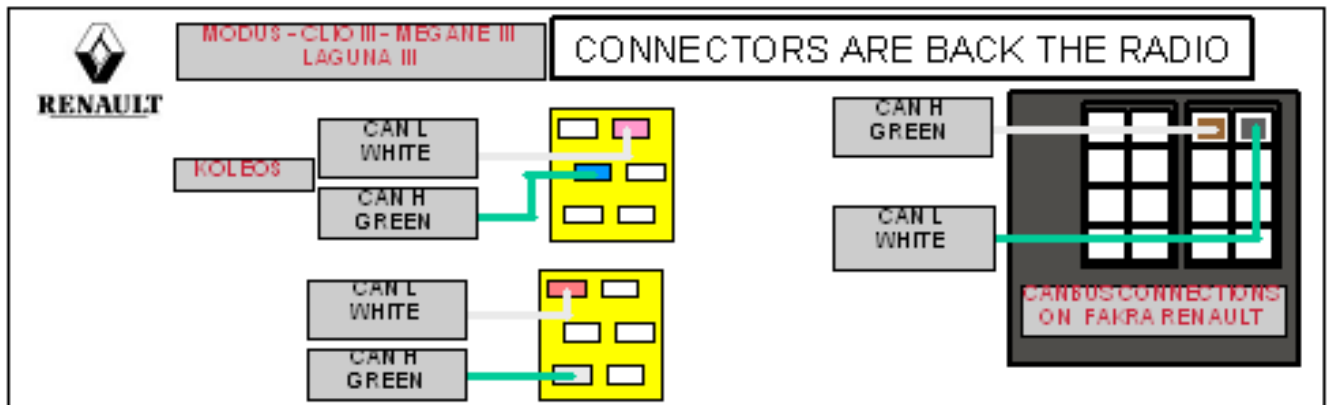 MODUS - CLIO III - MEGANE III
LAGUNA III
CONNECTORS ARE BACK THE RADIO
RENAULT
CAN L
WHITE
KOLEOS
CAN H
GREEN
CAN L
WHITE
CAN H
GREEN
CAN H
GREEN
CAN L
WHITE
CANBUS CONNECTIONS
ON FAKRA RENAULT